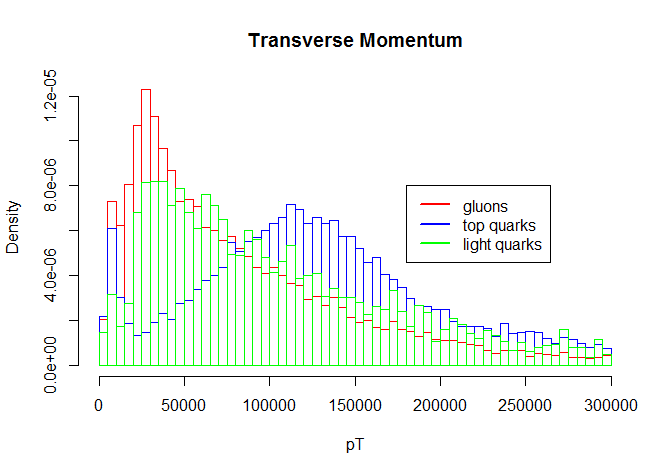 Transverse Momentum
Density
1.2e-05
8.0e-06
4.0e-06
0.0e+00
gluons
top quarks
light quarks
0 50000 100000 150000 200000 250000 300000
pT